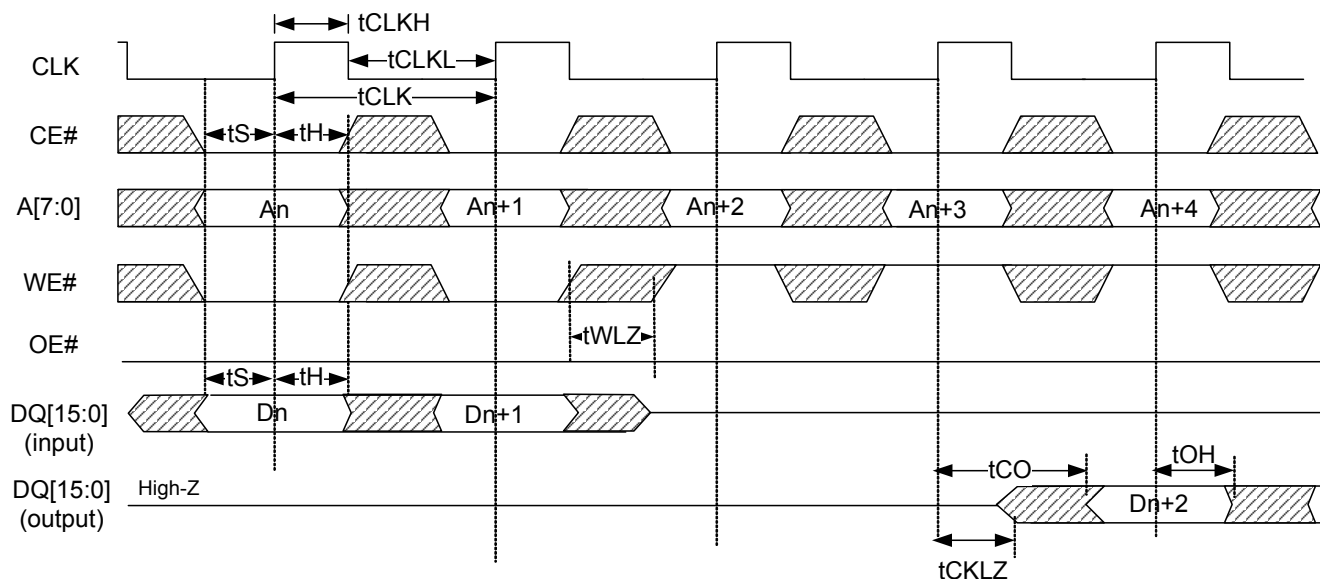 tCLKH
CLK
tCLKL
tCLK
CE#
tS
tH
A[7:0]
An
An+1
An+2
An+3
An+4
WE#
tWLZ
OE#
tS
tH
DQ[15:0]
(input)
Dn
Dn+1
tCO
tOH
DQ[15:0]
(output)
High-Z
Dn+2
tCKLZ